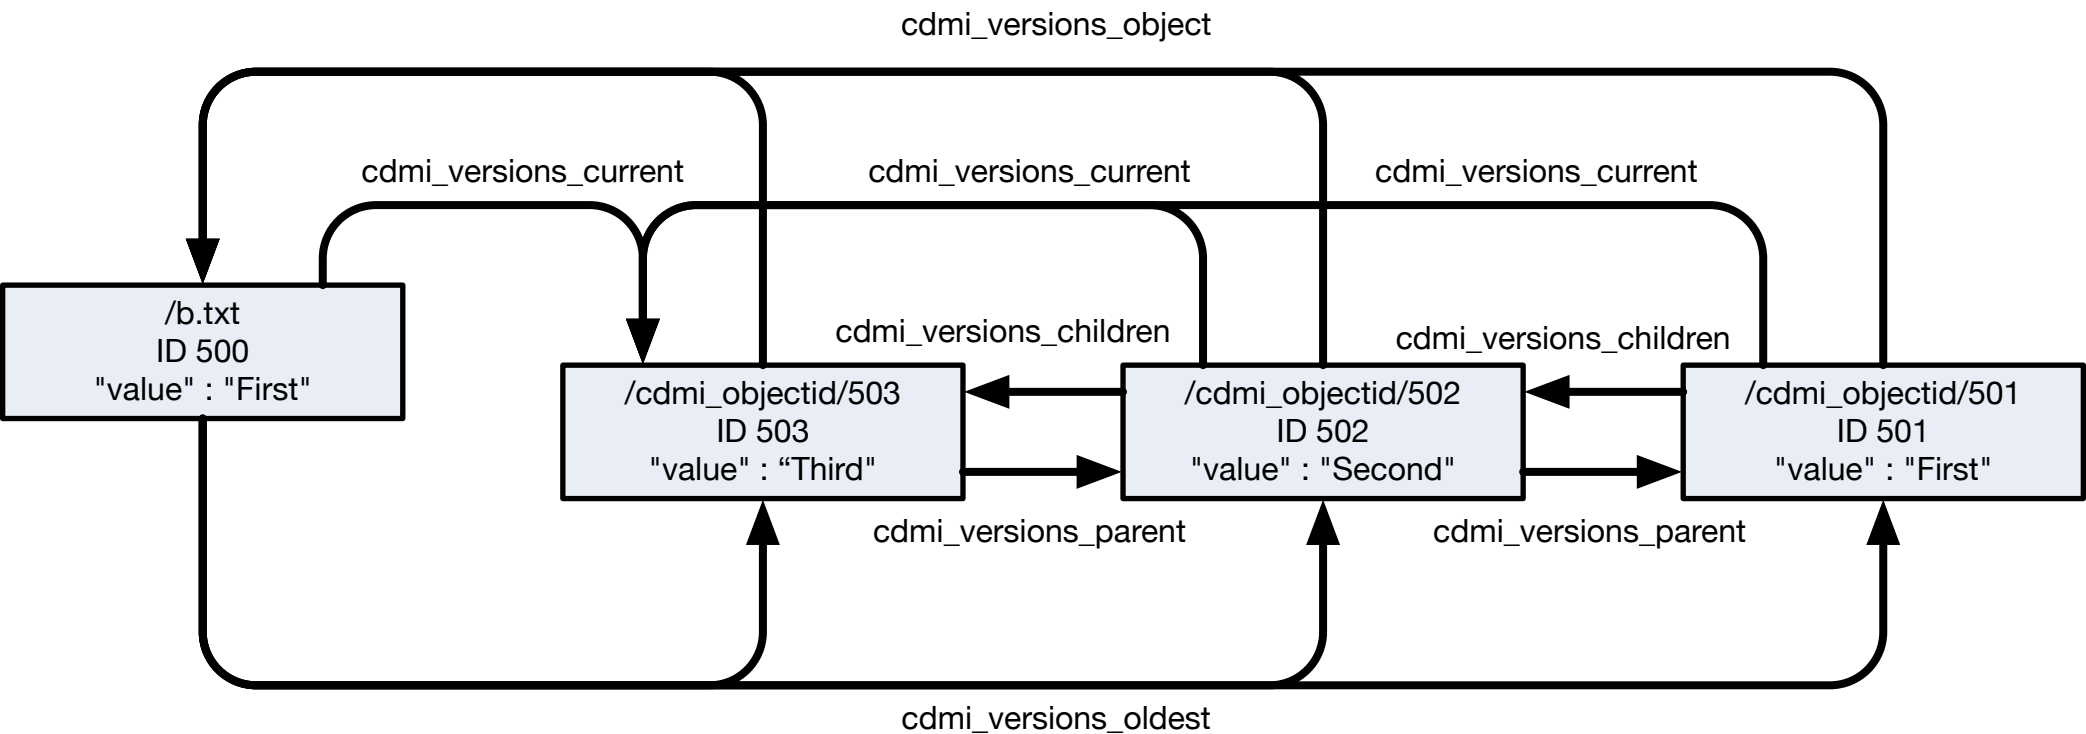 cdmi_versions_object
cdmi_versions_current
cdmi_versions_current
cdmi_versions_current
/b.txt
ID 500
"value" : "First"
cdmi_versions_children
cdmi_versions_children
/cdmi_objectid/503
ID 503
"value" : “Third"
/cdmi_objectid/502
ID 502
"value" : "Second"
/cdmi_objectid/501
ID 501
"value" : "First"
cdmi_versions_parent
cdmi_versions_parent
cdmi_versions_oldest